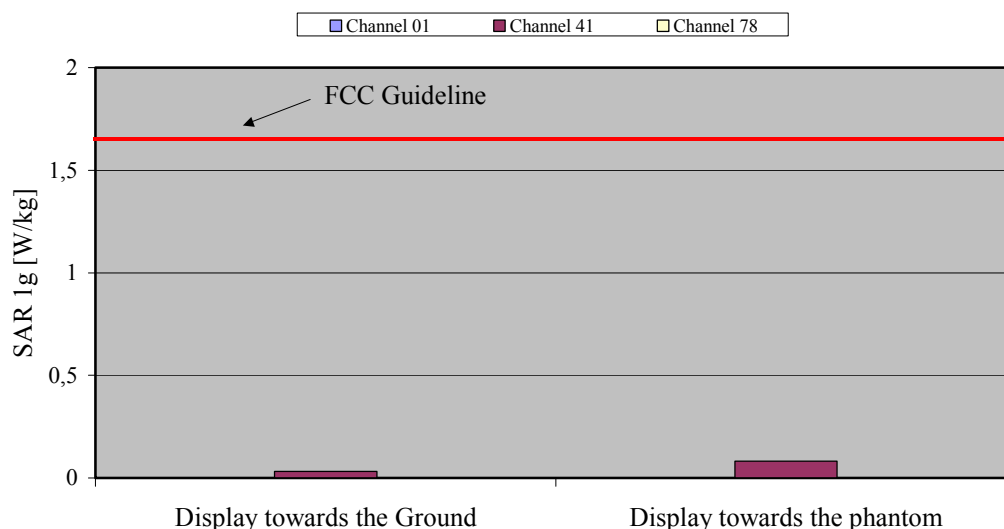 Channel 01 Channel 41 Channel 78
2
FCC Guideline
1,5
SAR 1g [W/kg]
1
0,5
0
Display towards the Ground Display towards the phantom